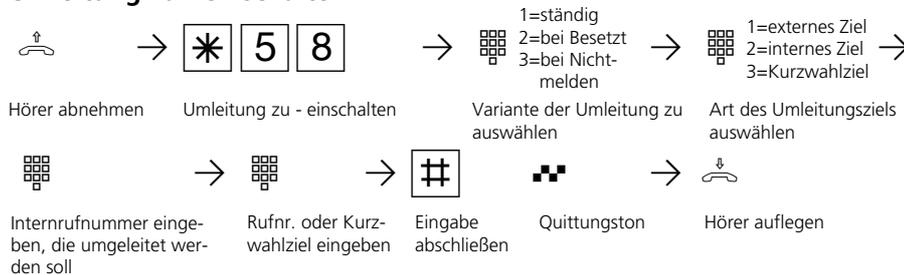 * 5 8
1=ständig
2=bei Besetzt
3=bei Nicht-
melden
1=externes Ziel
2=internes Ziel
3=Kurzwahlziel
Hörer abnehmen
Umleitung zu - einschalten
Variante der Umleitung zu
auswählen
Art des Umleitungsziels
auswählen
#
Internrufnummer einge-
ben, die umgeleitet wer-
den soll
Rufnr. oder Kurz-
wahlziel eingeben
Eingabe
abschließen
Quittungston
Hörer auflegen